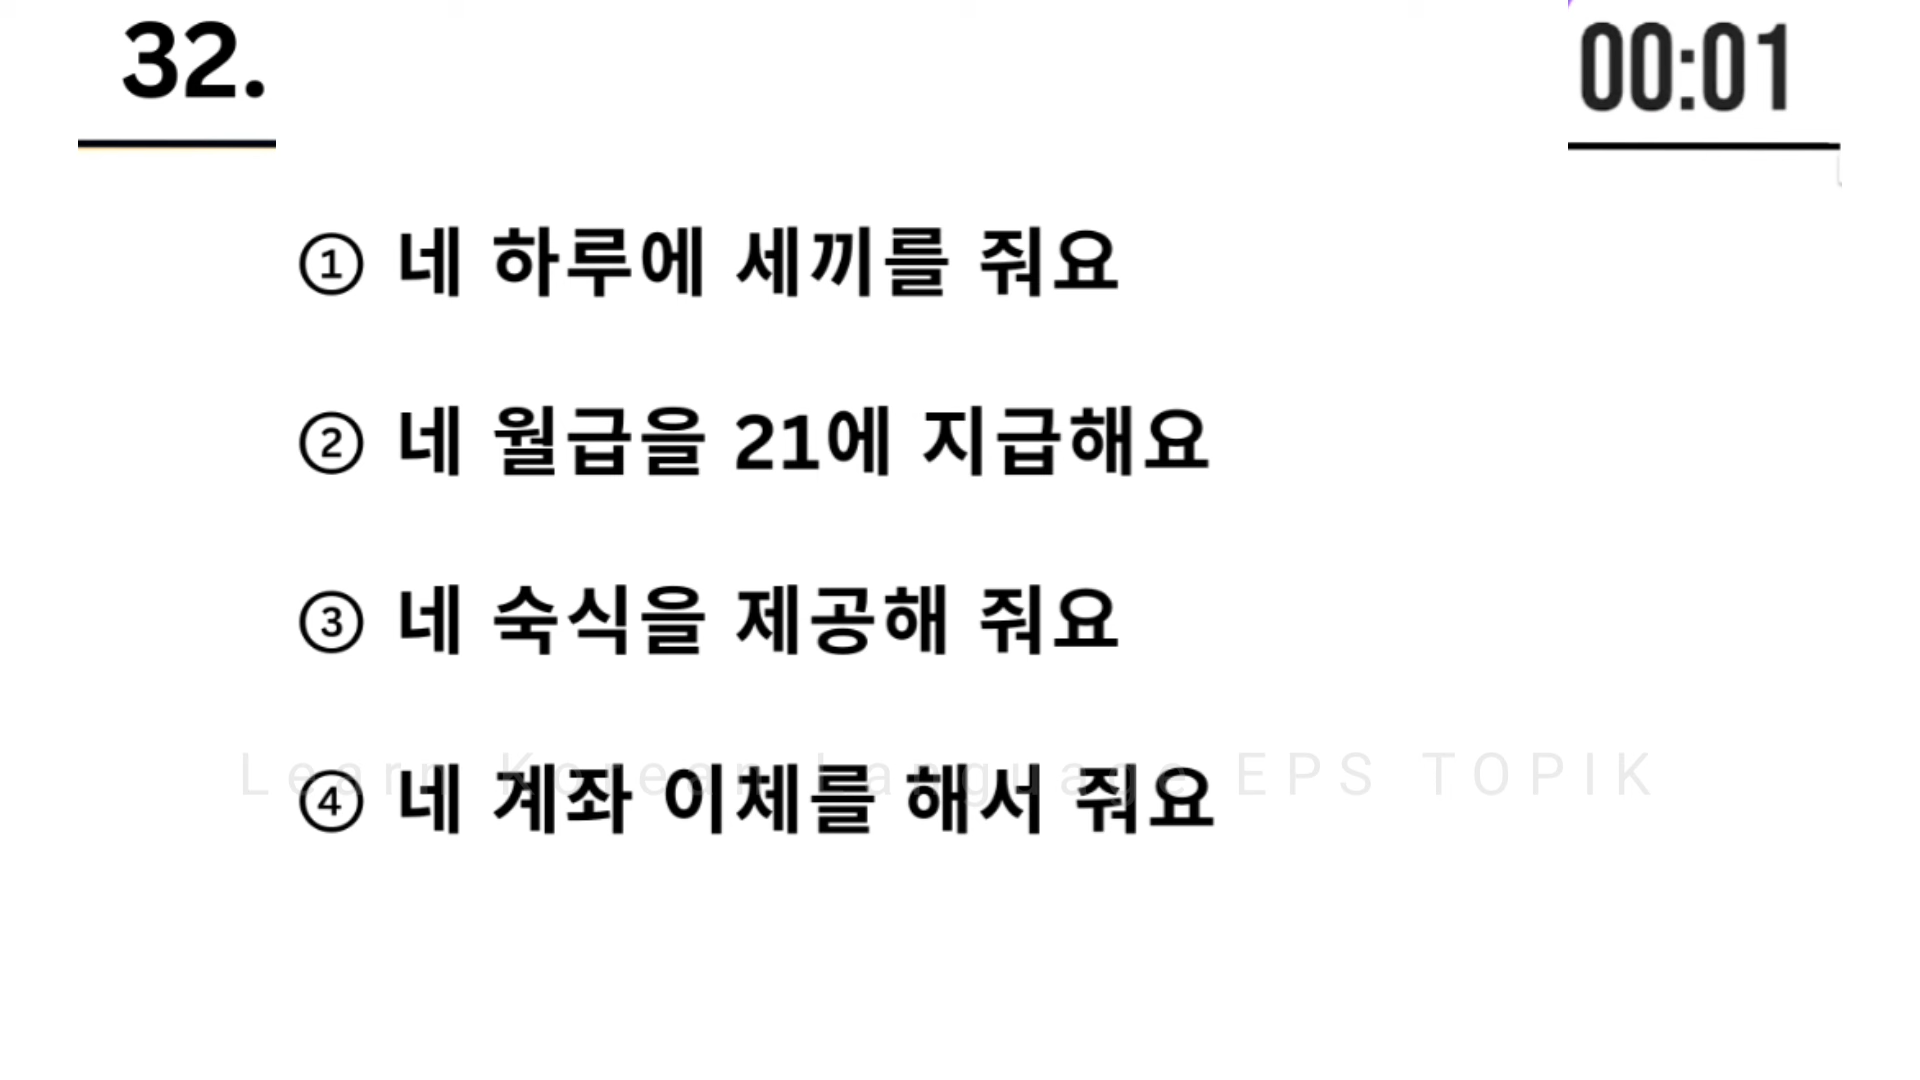 32.
00:01
① 네 하루에 세끼를 줘요
② 네 월급을 21에 지급해요
③ 네 숙식을 제공해 줘요
④ 네 계좌 이체를 해서 줘요
Learn Korean Language EPS TOPIK